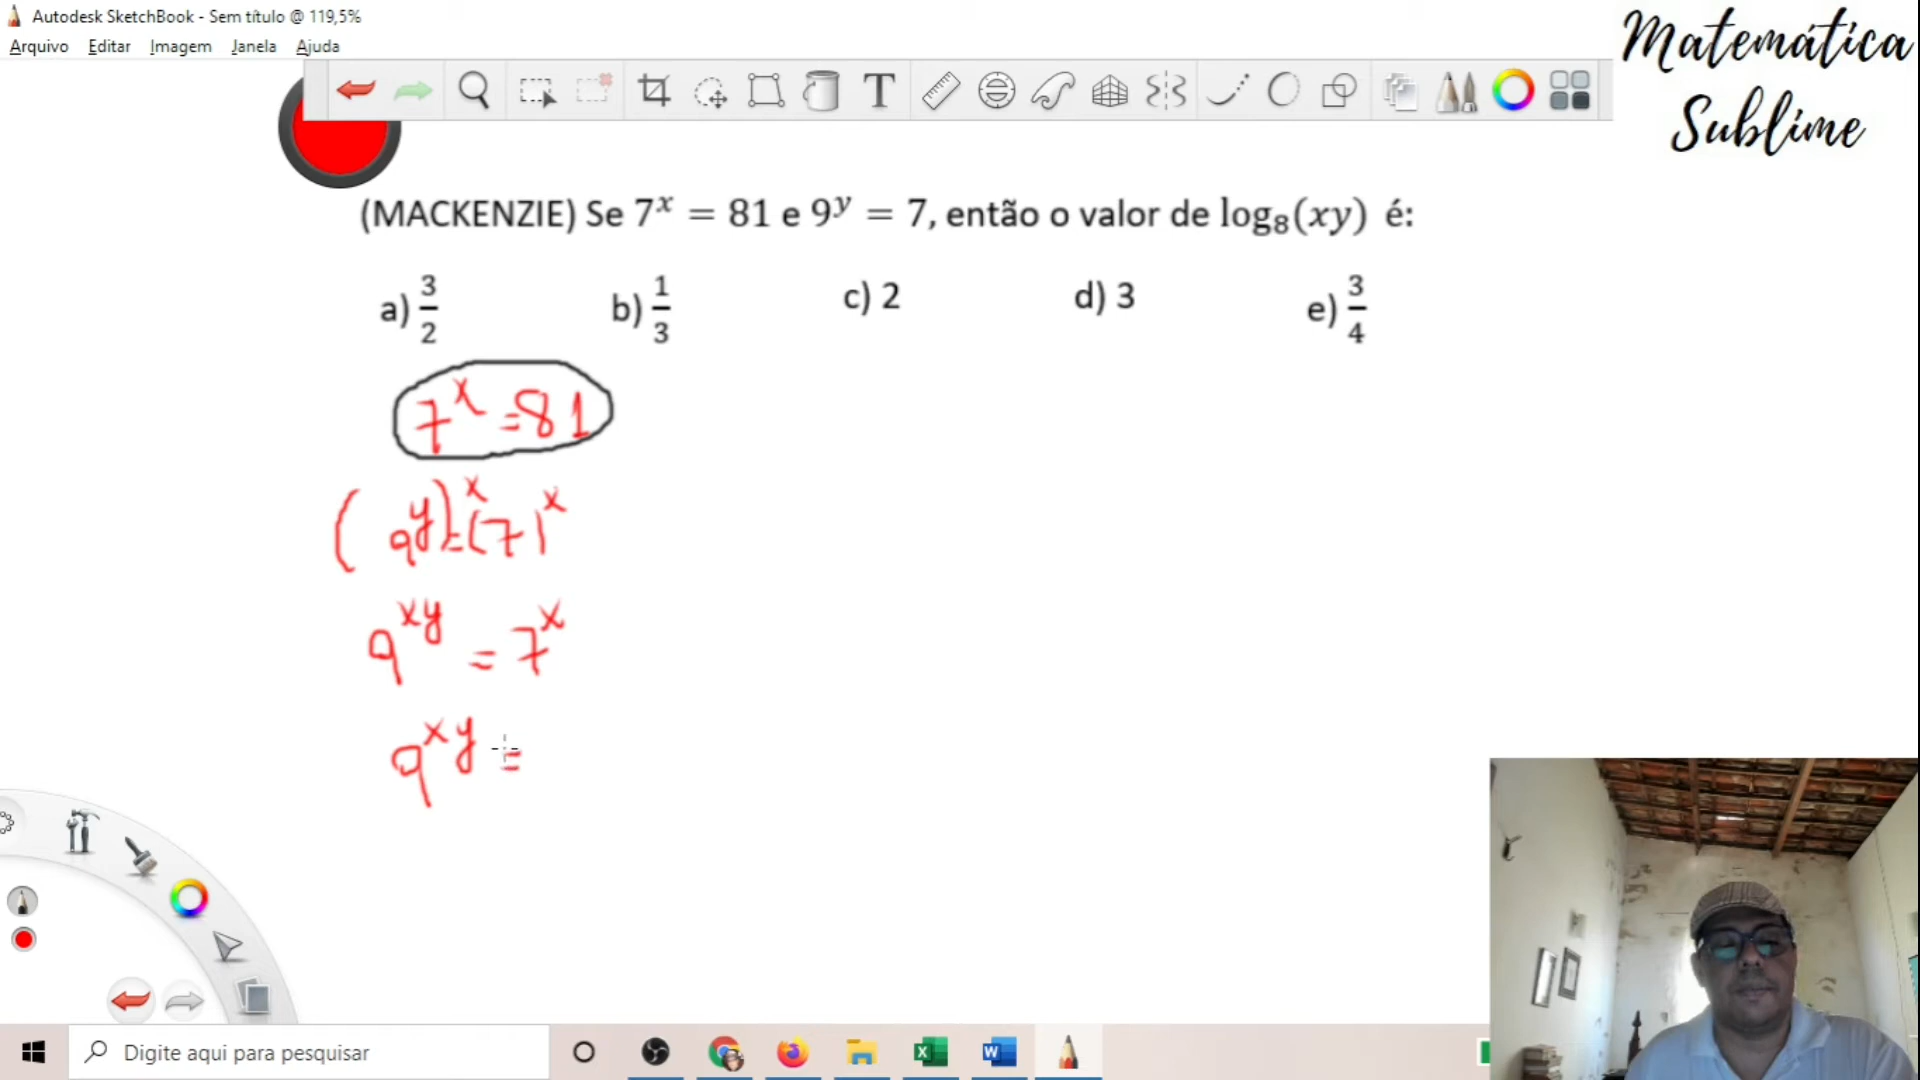 Autodesk SketchBook - Sem título @ 119,5%
Arquivo Editar Imagem Janela Ajuda
Matemática
Sublime
T
(MACKENZIE) Se 7^x = 81 e 9^y = 7, então o valor de log₈(xy) é:
a) 3/2 b) 1/3 c) 2 d) 3 e) 3/4
7^x = 81
(9^y)^x = (7)^x
9^xy = 7^x
9^xy =
Digite aqui para pesquisar